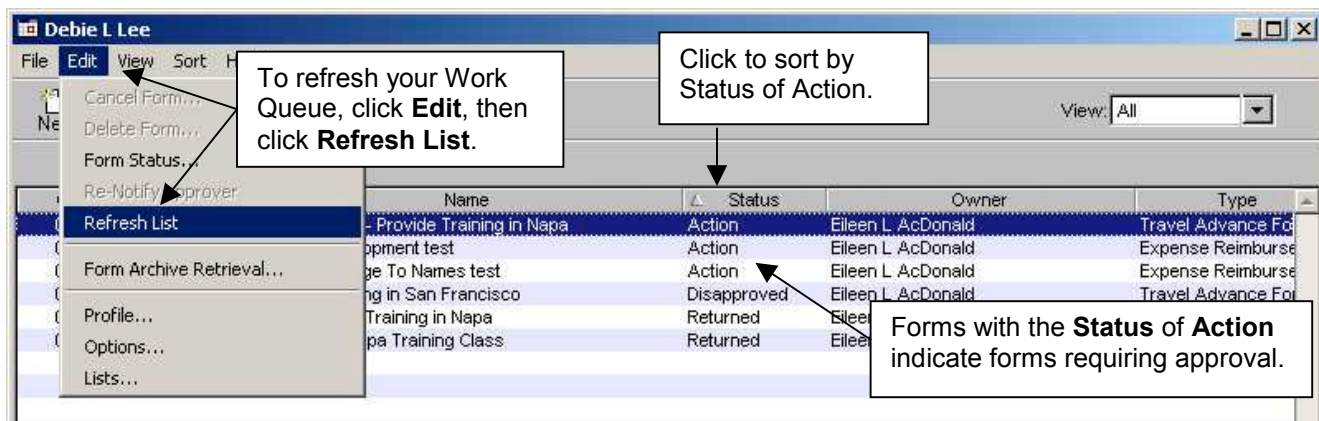 Debie L Lee
File Edit View Sort H
To refresh your Work
Queue, click Edit, then
click Refresh List.
Click to sort by
Status of Action.
Ne
View: All
Cancel Form...
Delete Form...
Form Status...
Re-Notify Approver
Refresh List
Form Archive Retrieval...
Profile...
Options...
Lists...
Name Status Owner Type
- Provide Training in Napa Action Eileen L AcDonald Travel Advance Fo
opment test Action Eileen L AcDonald Expense Reimburse
ge To Names test Action Eileen L AcDonald Expense Reimburse
ng in San Francisco Disapproved Eileen L AcDonald Travel Advance For
Training in Napa Returned Eileen
pa Training Class Returned Eileen
Forms with the Status of Action
indicate forms requiring approval.